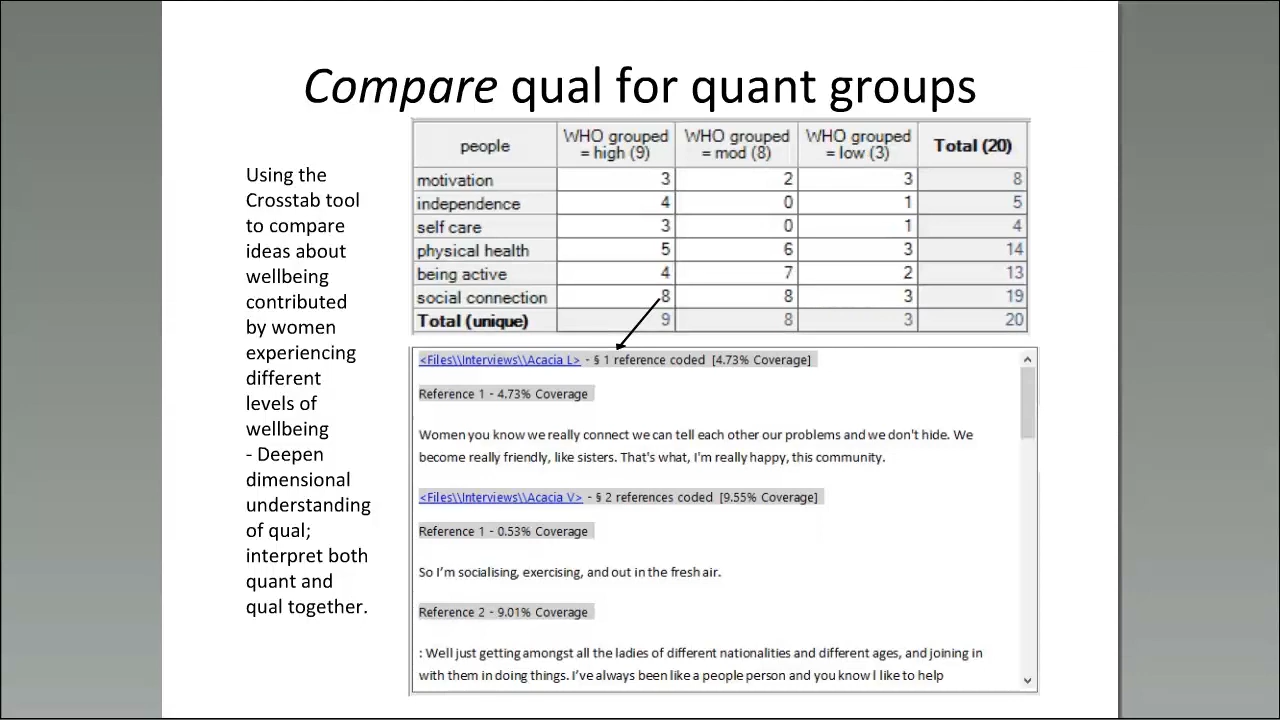 Compare qual for quant groups
Using the
Crosstab tool
to compare
ideas about
wellbeing
contributed
by women
experiencing
different
levels of
wellbeing
- Deepen
dimensional
understanding
of qual;
interpret both
quant and
qual together.
people WHO grouped = high (9) WHO grouped = mod (8) WHO grouped = low (3) Total (20)
motivation 3 2 3 8
independence 4 0 1 5
self care 3 0 1 4
physical health 5 6 3 14
being active 4 7 2 13
social connection 8 8 3 19
Total (unique) 9 8 3 20
<Files\\Interviews\\Acacia L> - § 1 reference coded [4.73% Coverage]
Reference 1 - 4.73% Coverage
Women you know we really connect we can tell each other our problems and we don't hide. We
become really friendly, like sisters. That's what, I'm really happy, this community.
<Files\\Interviews\\Acacia V> - § 2 references coded [9.55% Coverage]
Reference 1 - 0.53% Coverage
So I'm socialising, exercising, and out in the fresh air.
Reference 2 - 9.01% Coverage
: Well just getting amongst all the ladies of different nationalities and different ages, and joining in
with them in doing things. I've always been like a people person and you know I like to help